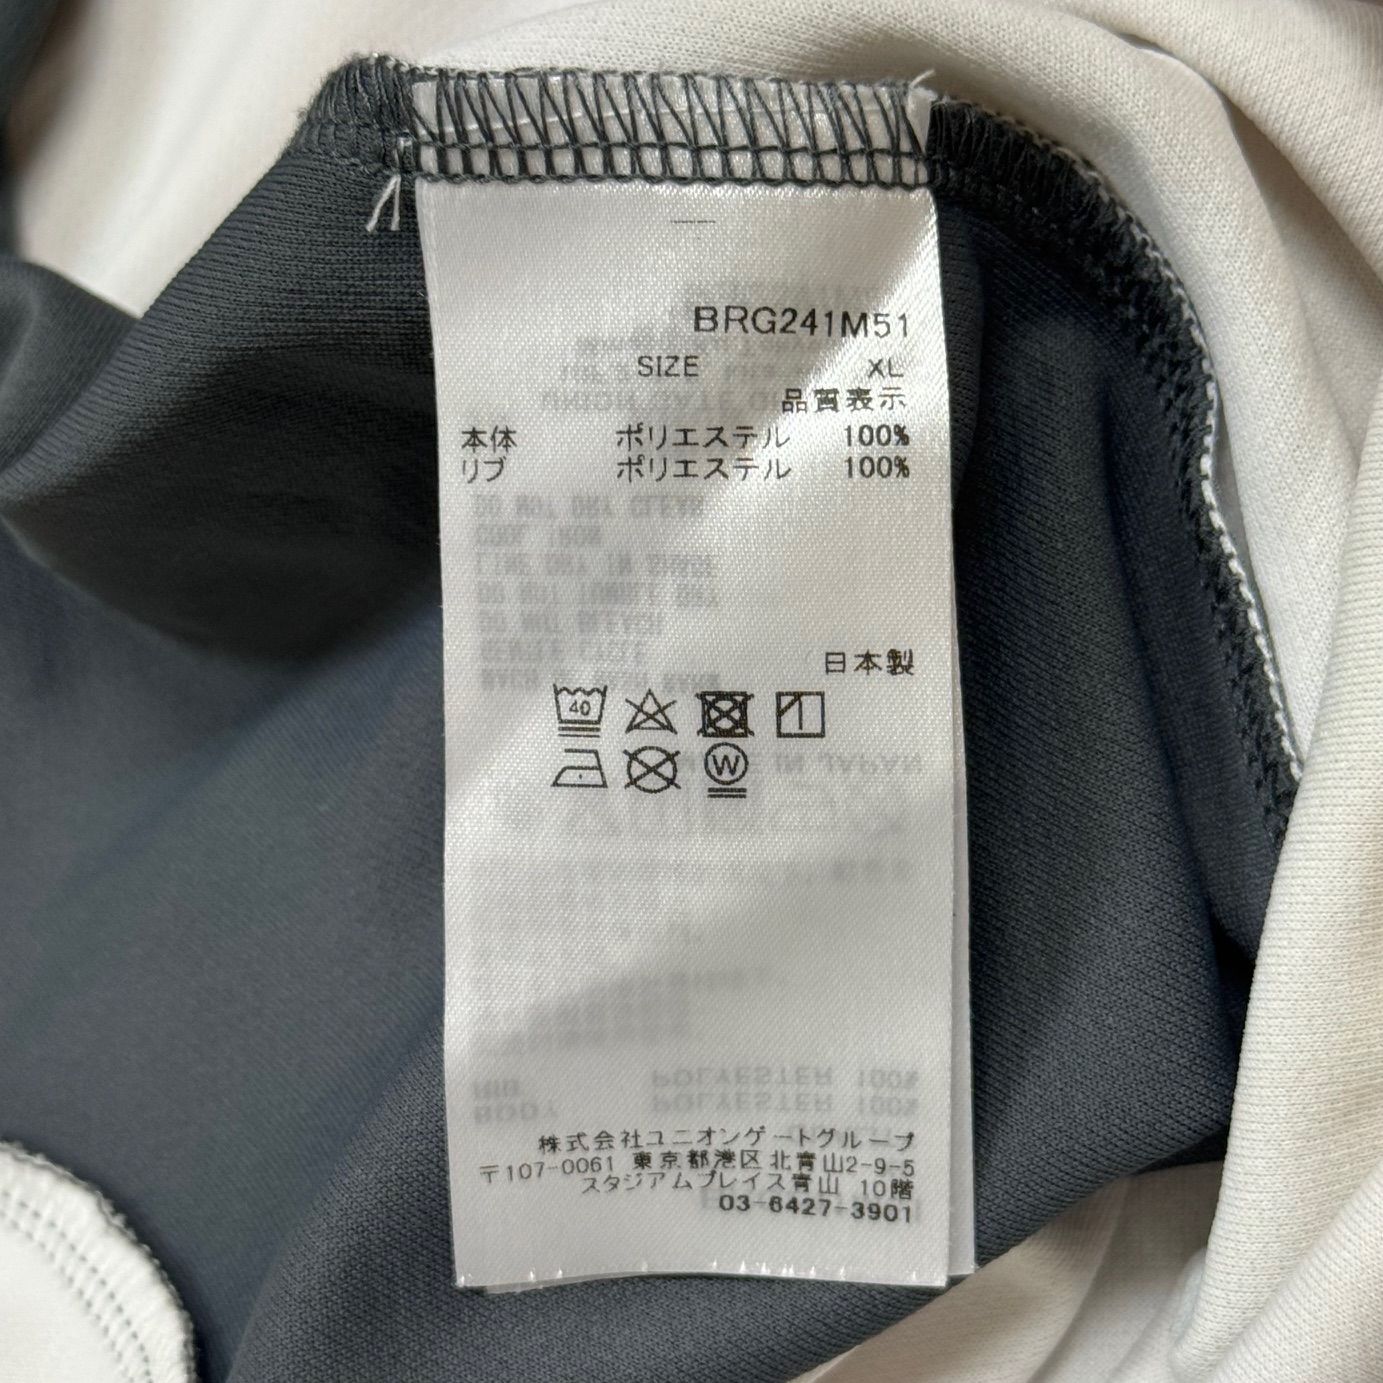 BRG241M51
SIZE XL
品質表示
本体 ポリエステル 100%
リブ ポリエステル 100%
日本製
40
W
株式会社ユニオンゲートグループ
〒107-0061 東京都港区北青山2-9-5
スタジアムプレイス青山 10階
03-6427-3901